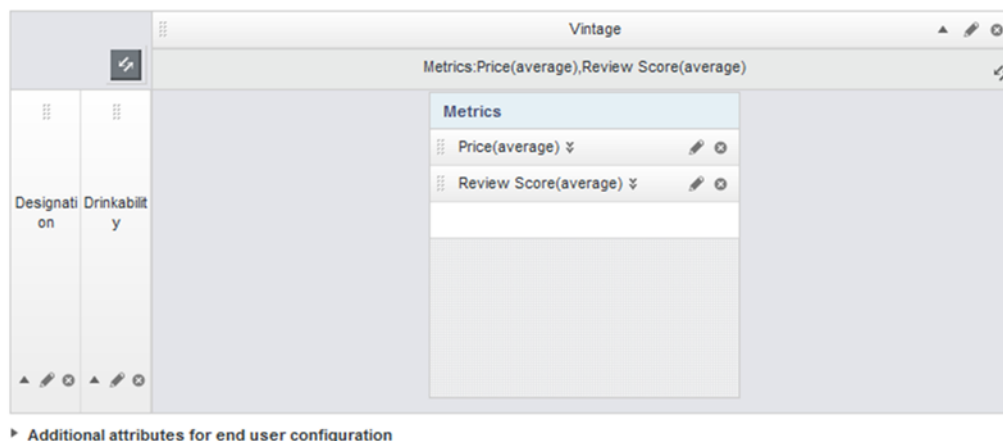 Vintage
Metrics:Price(average),Review Score(average)
Metrics
Price(average)
Review Score(average)
Designati
on
Drinkabilit
y
Additional attributes for end user configuration